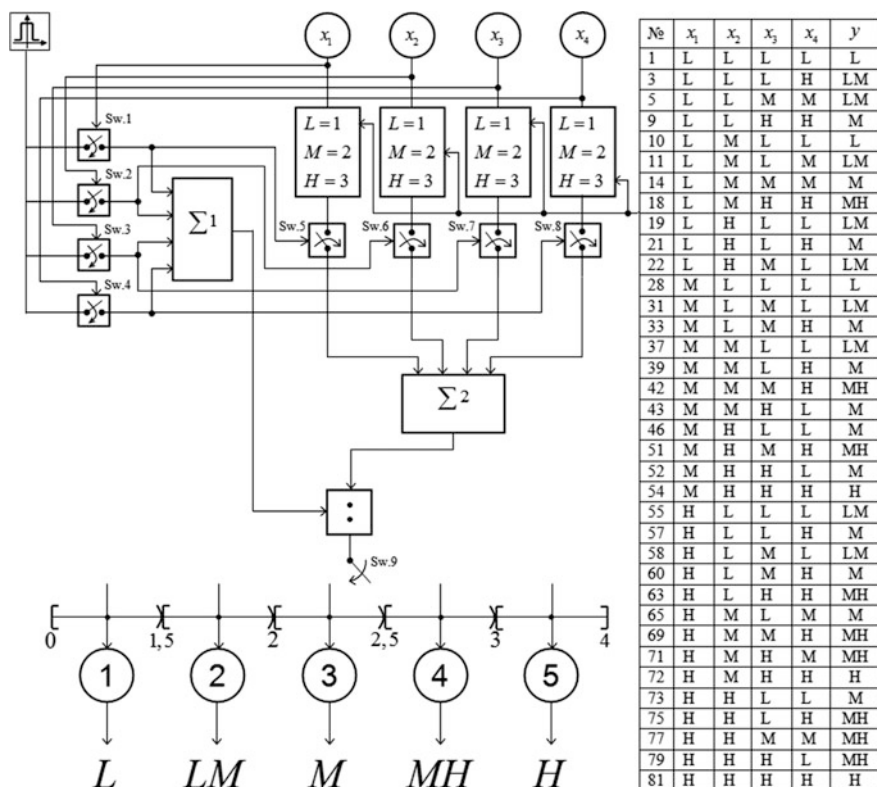 x₁ x₂ x₃ x₄
Sw.1
L = 1 L = 1 L = 1 L = 1
M = 2 M = 2 M = 2 M = 2
H = 3 H = 3 H = 3 H = 3
Sw.2
∑1
Sw.3
Sw.5 Sw.6 Sw.7 Sw.8
Sw.4
∑2
:
Sw.9
0 1,5 2 2,5 3 4
1 2 3 4 5
L LM M MH H
№ x₁ x₂ x₃ x₄ y
1 L L L L L
3 L L L H LM
5 L L M M LM
9 L L H H M
10 L M L L L
11 L M L M LM
14 L M M M M
18 L M H H MH
19 L H L L LM
21 L H L H M
22 L H M L LM
28 M L L L L
31 M L M L LM
33 M L M H M
37 M M L L LM
39 M M L H M
42 M M M H MH
43 M M H L M
46 M H L L M
51 M H M H MH
52 M H H L M
54 M H H H H
55 H L L L LM
57 H L L H M
58 H L M L LM
60 H L M H M
63 H L H H MH
65 H M L M M
69 H M M H MH
71 H M H M MH
72 H M H H H
73 H H L L M
75 H H L H MH
77 H H M M MH
79 H H H L MH
81 H H H H H